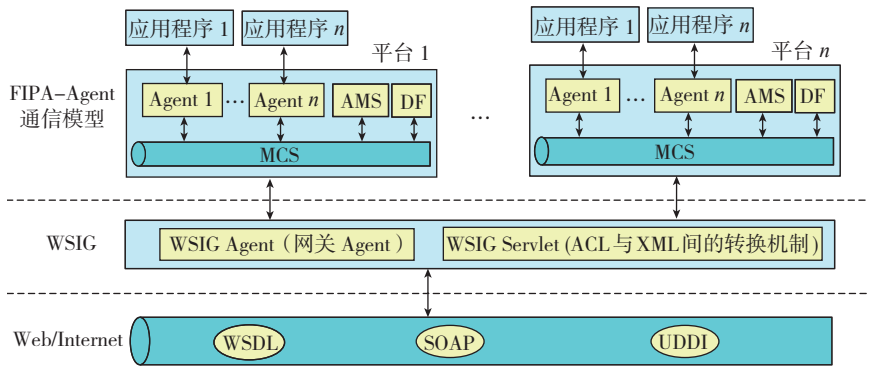 应用程序 1
应用程序 n
应用程序 1
应用程序 n
平台 1
平台 n
FIPA-Agent
通信模型
Agent 1
…
Agent n
AMS
DF
…
Agent 1
…
Agent n
AMS
DF
MCS
MCS
WSIG
WSIG Agent（网关 Agent）
WSIG Servlet (ACL与XML间的转换机制)
Web/Internet
WSDL
SOAP
UDDI